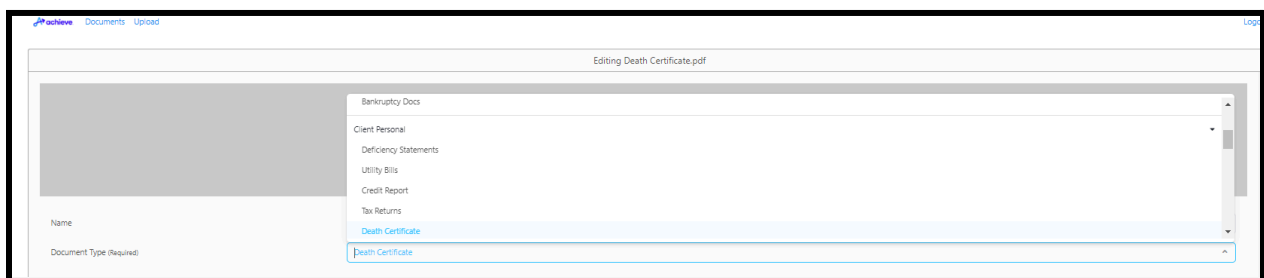 achieve Documents Upload Logo
Editing Death Certificate.pdf
Bankruptcy Docs
Client Personal
Deficiency Statements
Utility Bills
Credit Report
Tax Returns
Name
Death Certificate
Document Type (Required) Death Certificate